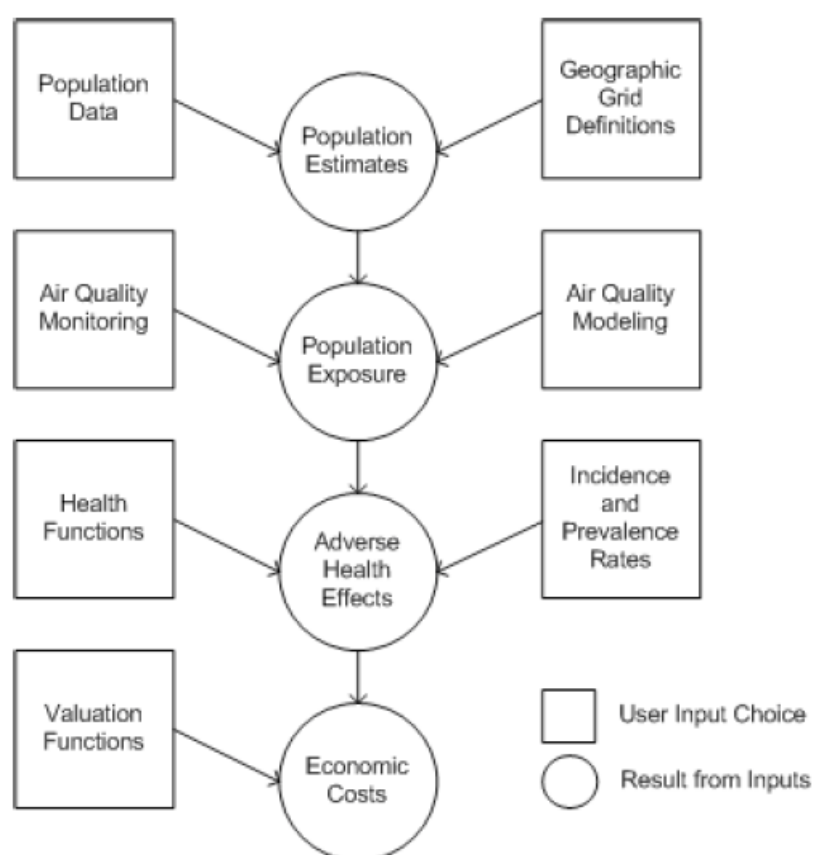 Population
Data
Population
Estimates
Geographic
Grid
Definitions
Air Quality
Monitoring
Population
Exposure
Air Quality
Modeling
Health
Functions
Adverse
Health
Effects
Incidence
and
Prevalence
Rates
Valuation
Functions
Economic
Costs
User Input Choice
Result from Inputs